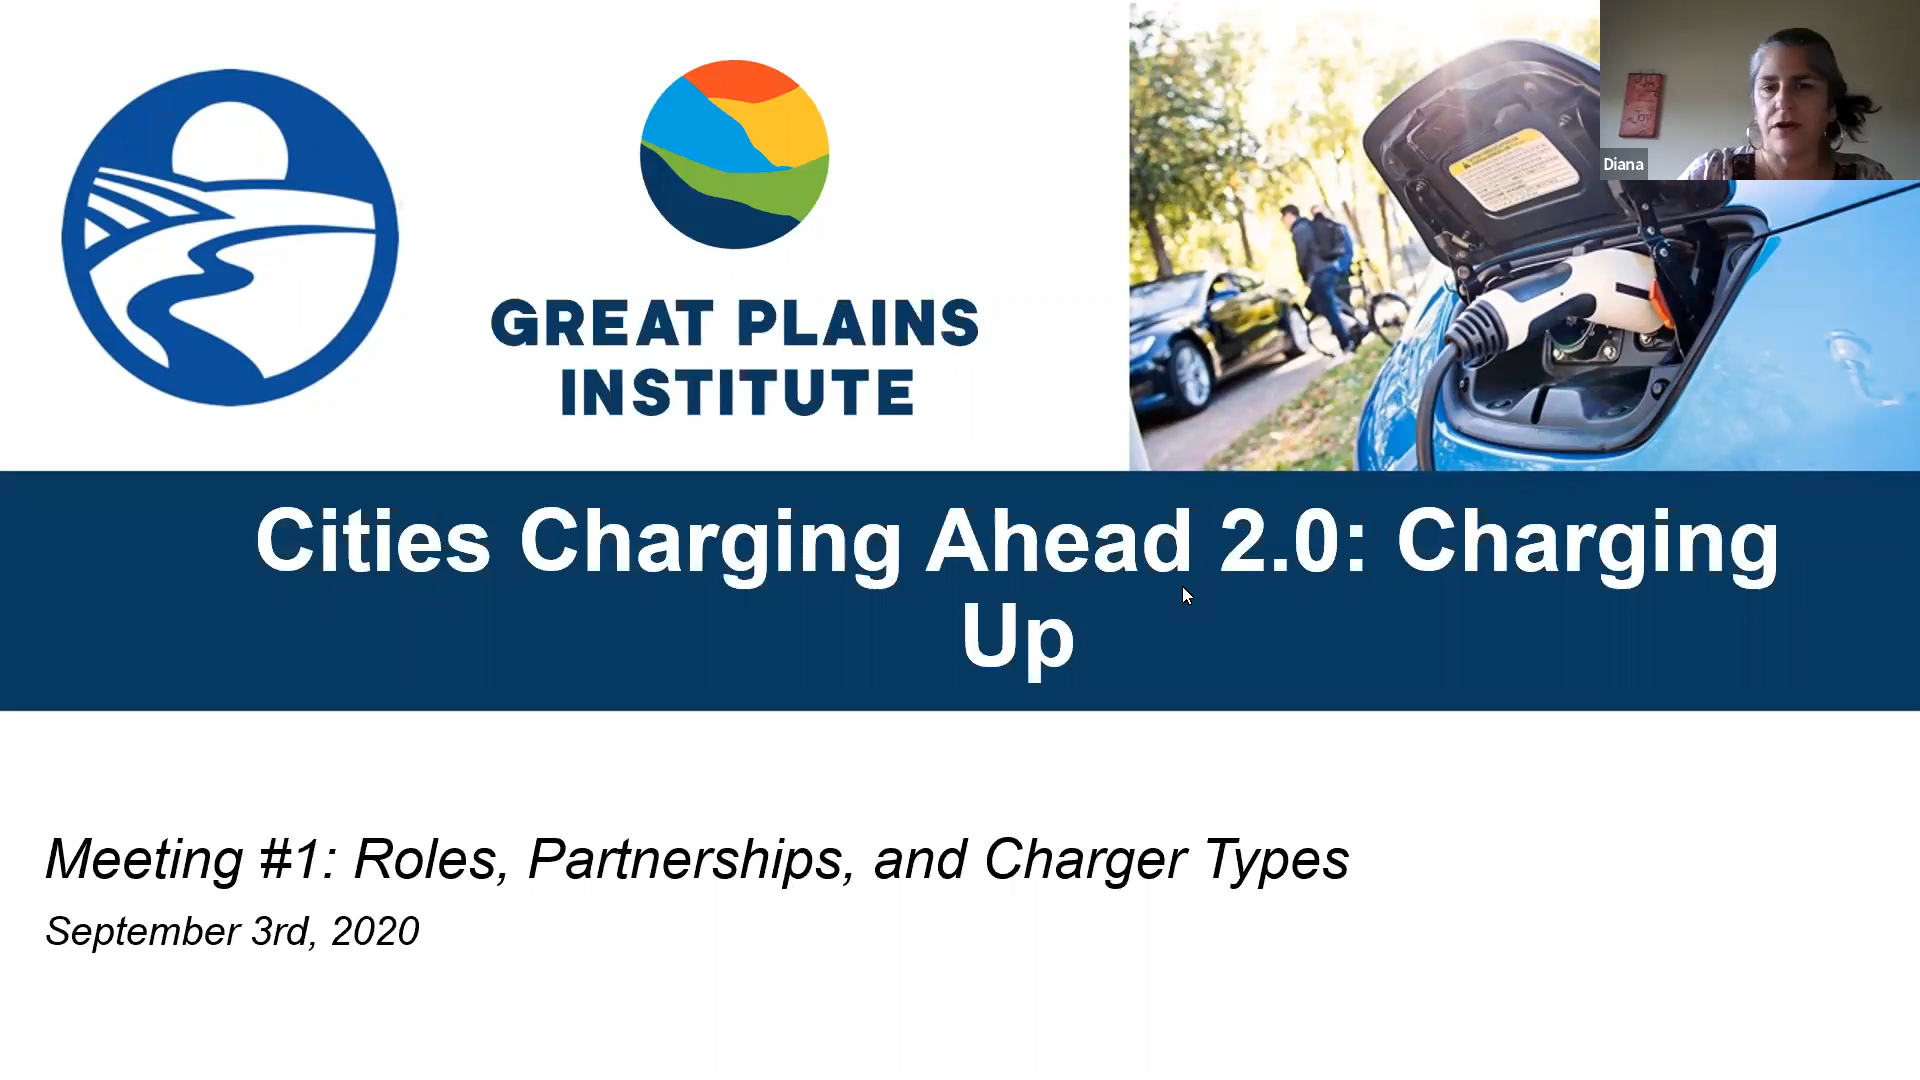 GREAT PLAINS
INSTITUTE
Joy
Diana
Cities Charging Ahead 2.0: Charging
Up
Meeting #1: Roles, Partnerships, and Charger Types
September 3rd, 2020